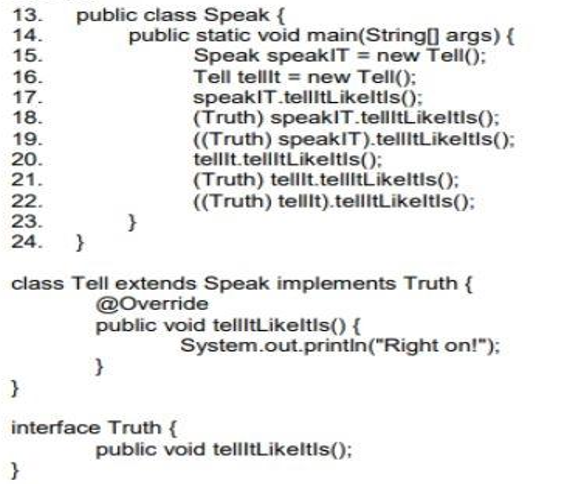 13. public class Speak {
14. public static void main(String[] args) {
15. Speak speakIT = new Tell();
16. Tell tellIt = new Tell();
17. speakIT.tellItLikeItIs();
18. (Truth) speakIT.tellItLikeItIs();
19. ((Truth) speakIT).tellItLikeItIs();
20. tellIt.tellItLikeItIs();
21. (Truth) tellIt.tellItLikeItIs();
22. ((Truth) tellIt).tellItLikeItIs();
23. }
24. }
class Tell extends Speak implements Truth {
@Override
public void tellItLikeItIs() {
System.out.println("Right on!");
}
}
interface Truth {
public void tellItLikeItIs();
}